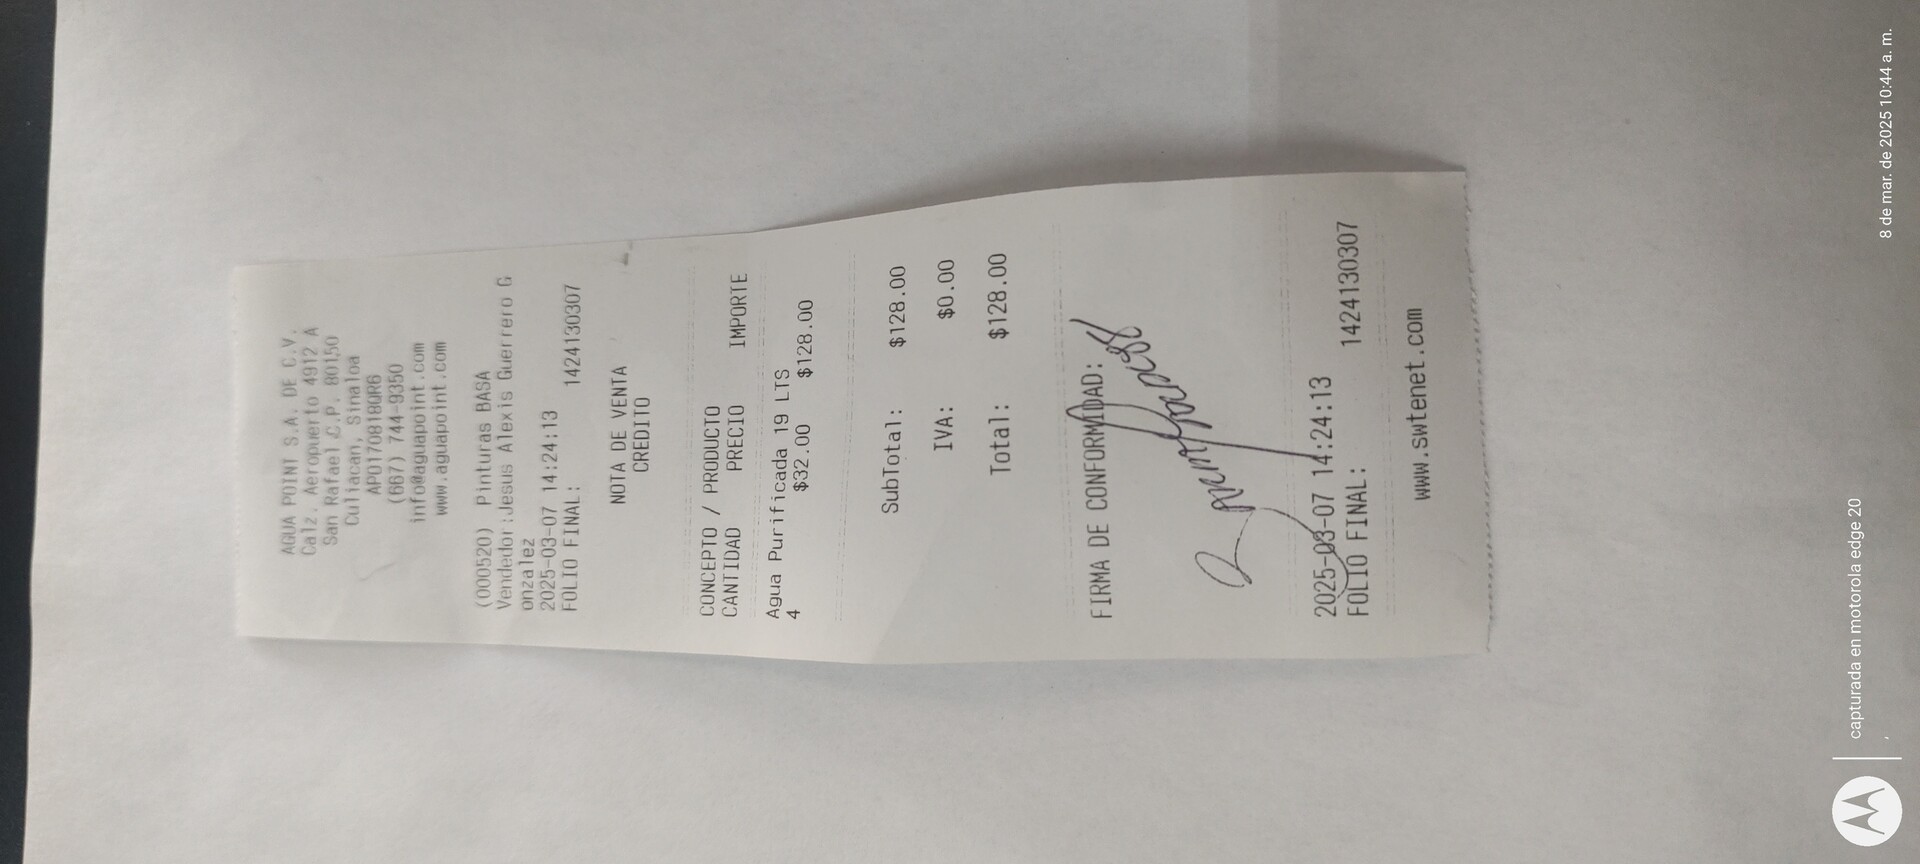 AGUA POINT S.A. DE C.V.
Calz. Aeropuerto 4912 A
San Rafael C.P. 80150
Culiacan, Sinaloa
APO170818QR6
(667) 744-9350
info@aguapoint.com
www.aguapoint.com
(000520) Pinturas BASA
Vendedor:Jesus Alexis Guerrero G
onzalez
2025-03-07 14:24:13
FOLIO FINAL: 1424130307
NOTA DE VENTA
CREDITO
CONCEPTO / PRODUCTO
CANTIDAD PRECIO IMPORTE
Agua Purificada 19 LTS
4 $32.00 $128.00
SubTotal: $128.00
IVA: $0.00
Total: $128.00
FIRMA DE CONFORMIDAD:
2025-03-07 14:24:13
FOLIO FINAL: 1424130307
www.swtenet.com
capturada en motorola edge 20
,
8 de mar. de 2025 10:44 a. m.